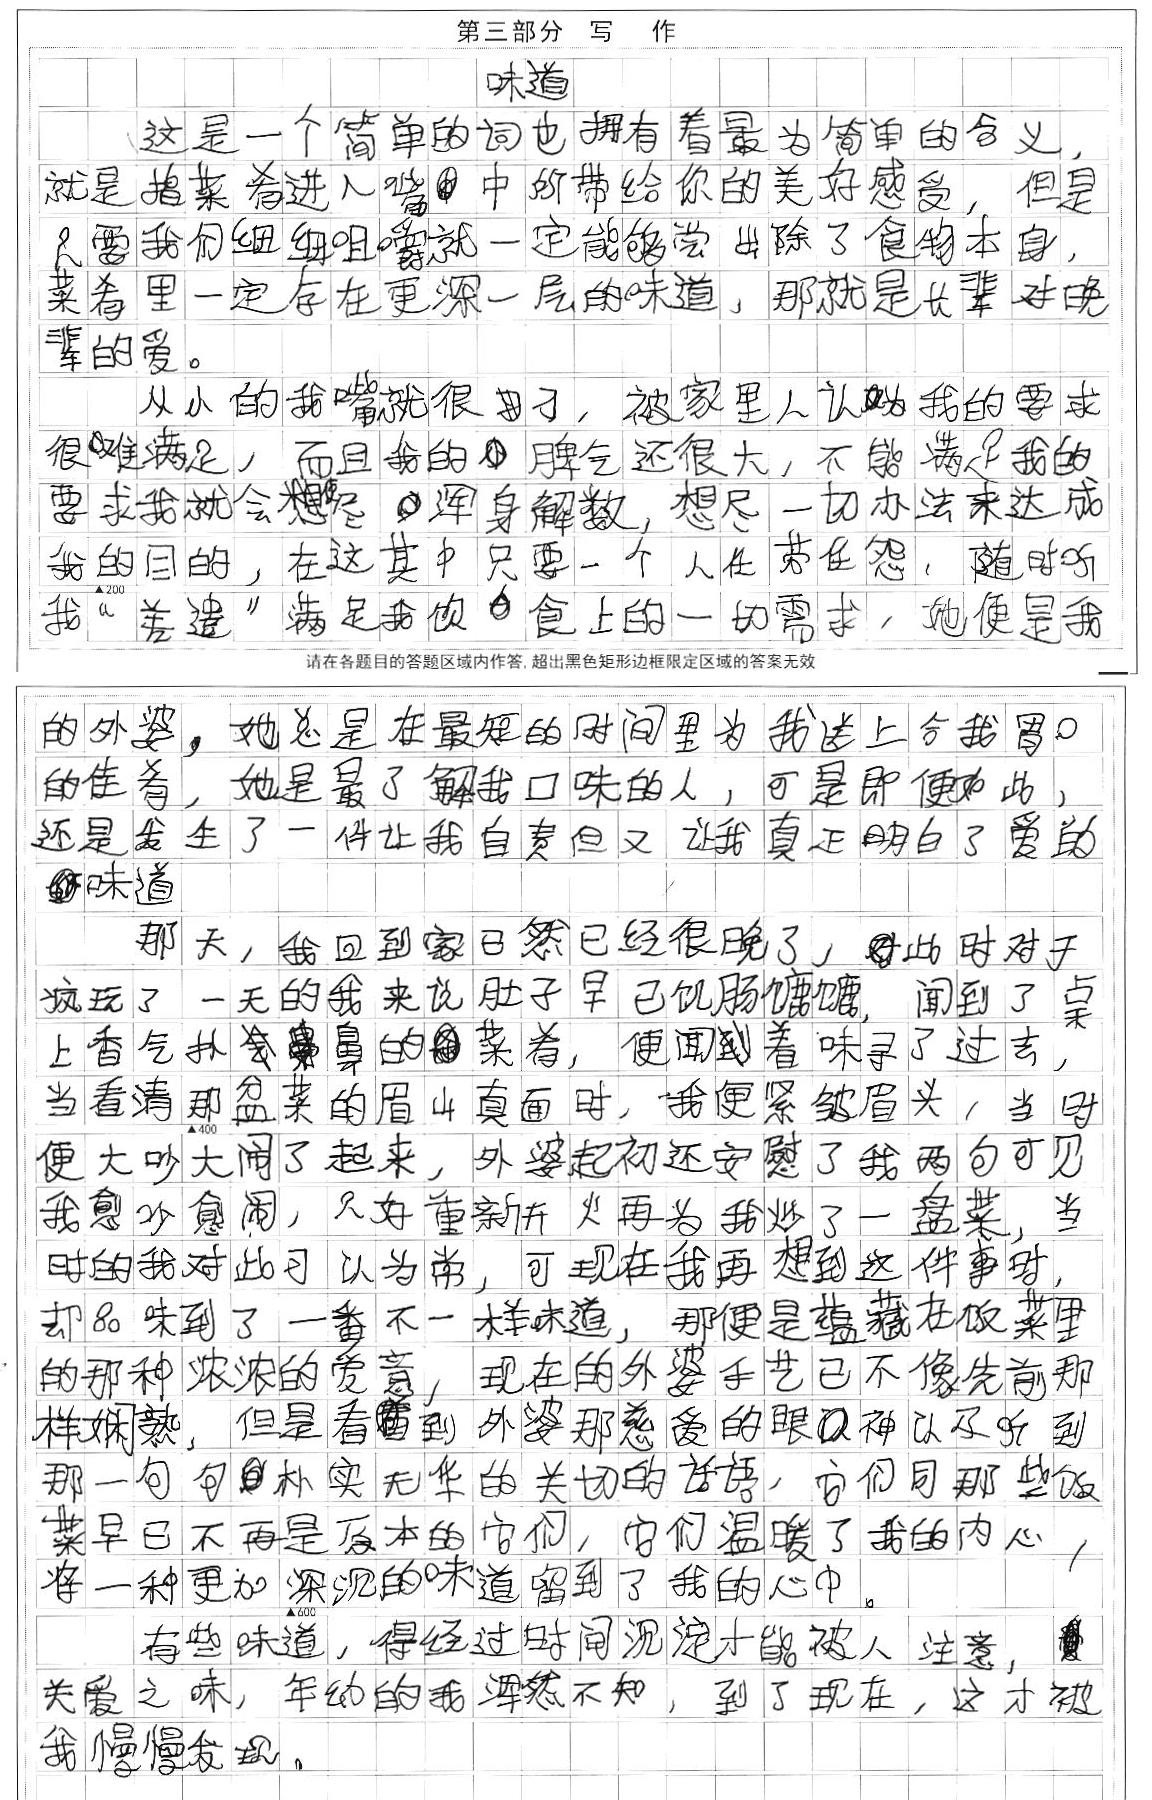 第三部分 写 作
味道
这是一个简单的词也拥有着最为简单的含义，
就是指菜肴进入嘴中所带给你的美好感受，但是
只要我们细细咀嚼就一定能够尝出除了食物本身，
菜肴里一定存在更深一层的味道，那就是长辈对晚
辈的爱。
从小的我嘴就很刁，被家里人认为我的要求
很难满足，而且我的脾气还很大，不能满足我的
要求我就会使尽浑身解数，想尽一切办法来达成
我的目的，在这其中只要一个人任劳任怨，随时听
▲200
我“差遣”满足我饮食上的一切需求，她便是我
请在各题目的答题区域内作答，超出黑色矩形边框限定区域的答案无效
的外婆，她总是在最短的时间里为我送上合我胃口
的佳肴，她是最了解我口味的人，可是即便如此，
还是发生了一件让我自责但又让我真正明白了爱的
味道
那天，我回到家已然已经很晚了，此时对于
疯玩了一天的我来说肚子早已饥肠辘辘，闻到了桌
上香气扑鼻的菜肴，便闻到着味寻了过去，
当看清那盆菜的眉山真面时，我便紧皱眉头，当时
▲400
便大吵大闹了起来，外婆起初还安慰了我两句可见
我愈吵愈闹，只好重新开火再为我炒了一盘菜，当
时的我对此习以为常，可现在我再想到这件事时，
却品味到了一番不一样味道，那便是蕴藏在饭菜里
的那种浓浓的爱意，现在的外婆手艺已不像先前那
样娴熟，但是看到外婆那慈爱的眼神以及听到
那一句句朴实无华的关切的话语，它们同那些饭
菜早已不再是原本的它们，它们温暖了我的内心，
将一种更加深沉的味道留到了我的心中。
▲600
有些味道，得经过时间沉淀才能被人注意，
关爱之味，年幼的我浑然不知，到了现在，这才被
我慢慢发现。